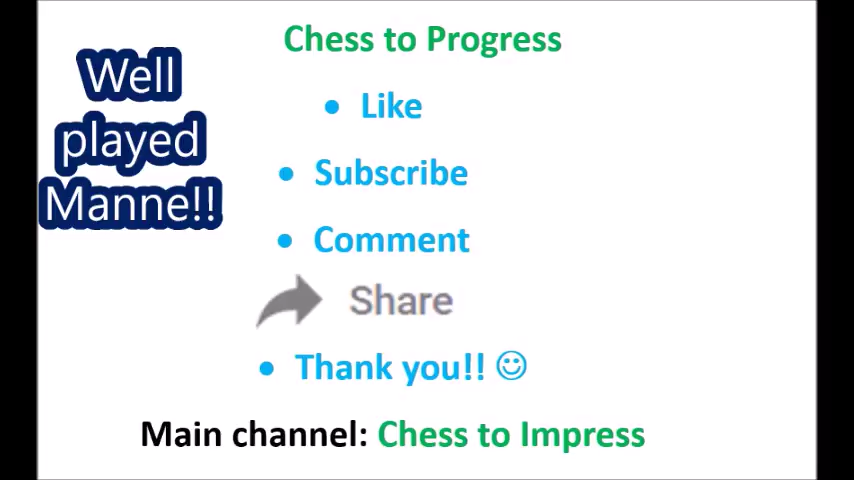 Chess to Progress
Well
played
Manne!!
• Like
• Subscribe
• Comment
Share
• Thank you!! ☺
Main channel: Chess to Impress